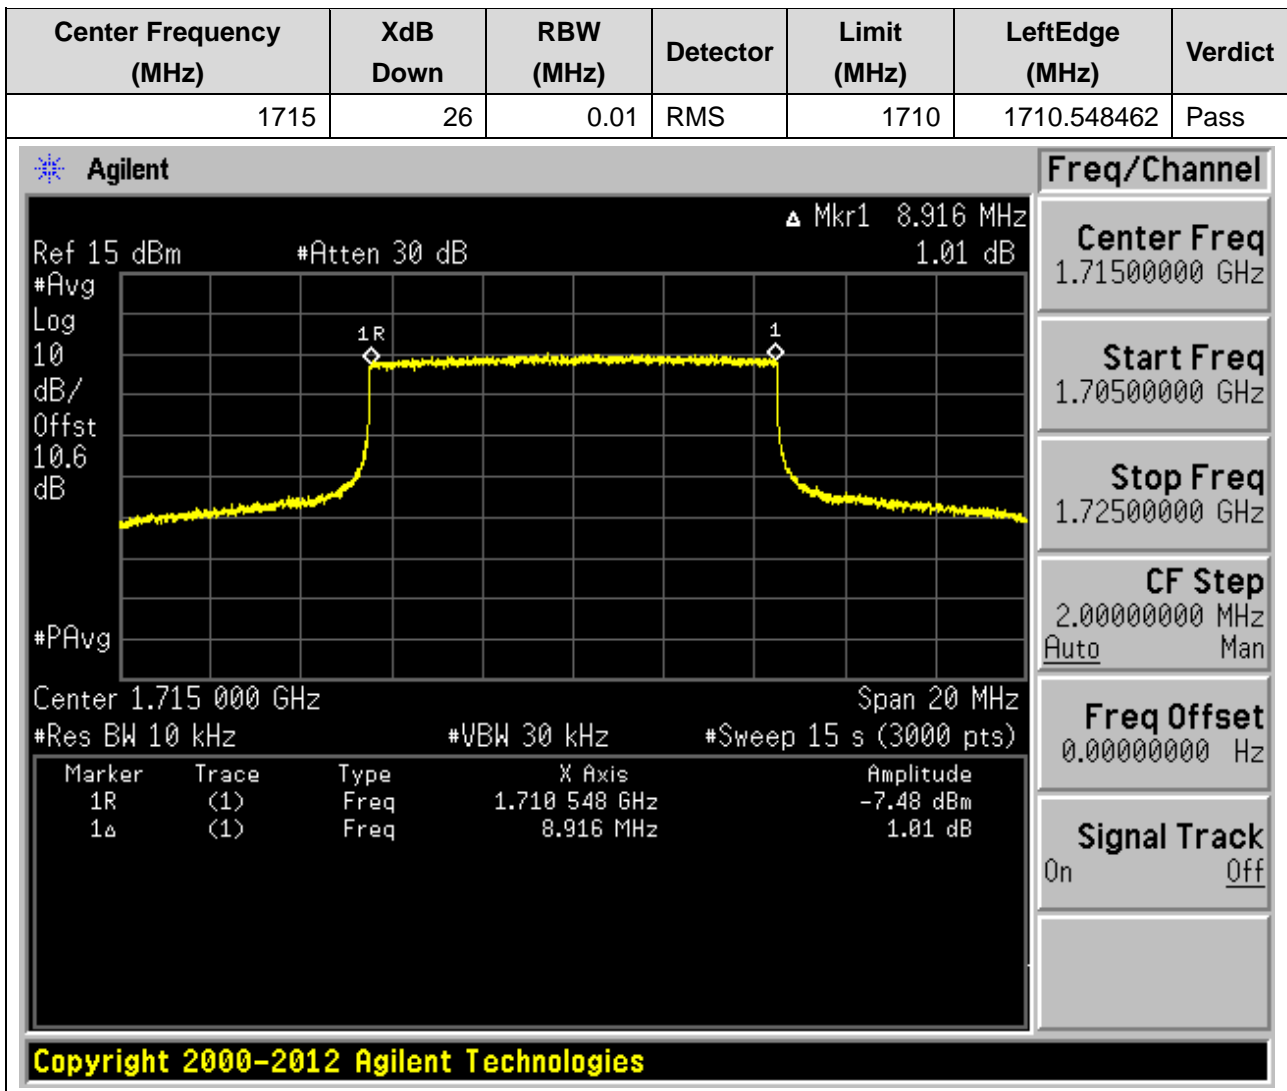 Center Frequency (MHz) XdB Down RBW (MHz) Detector Limit (MHz) LeftEdge (MHz) Verdict
1715 26 0.01 RMS 1710 1710.548462 Pass
Agilent Freq/Channel
▵ Mkr1 8.916 MHz
Ref 15 dBm #Atten 30 dB 1.01 dB
#Avg
Log
10
dB/
Offst
10.6
dB
1R 1
#PAvg
Center 1.715 000 GHz Span 20 MHz
#Res BW 10 kHz #VBW 30 kHz #Sweep 15 s (3000 pts)
Marker Trace Type X Axis Amplitude
1R (1) Freq 1.710 548 GHz -7.48 dBm
1▵ (1) Freq 8.916 MHz 1.01 dB
Center Freq
1.71500000 GHz
Start Freq
1.70500000 GHz
Stop Freq
1.72500000 GHz
CF Step
2.00000000 MHz
Auto Man
Freq Offset
0.00000000 Hz
Signal Track
On Off
Copyright 2000-2012 Agilent Technologies